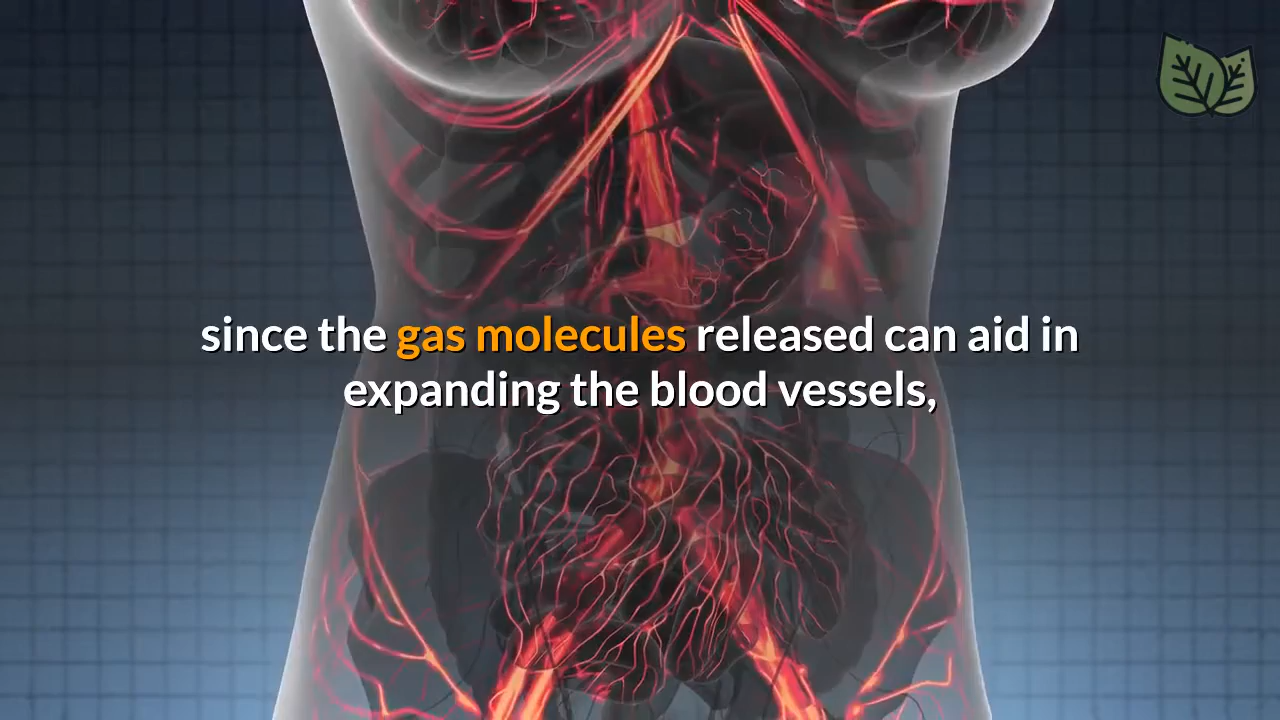 since the gas molecules released can aid in
expanding the blood vessels,